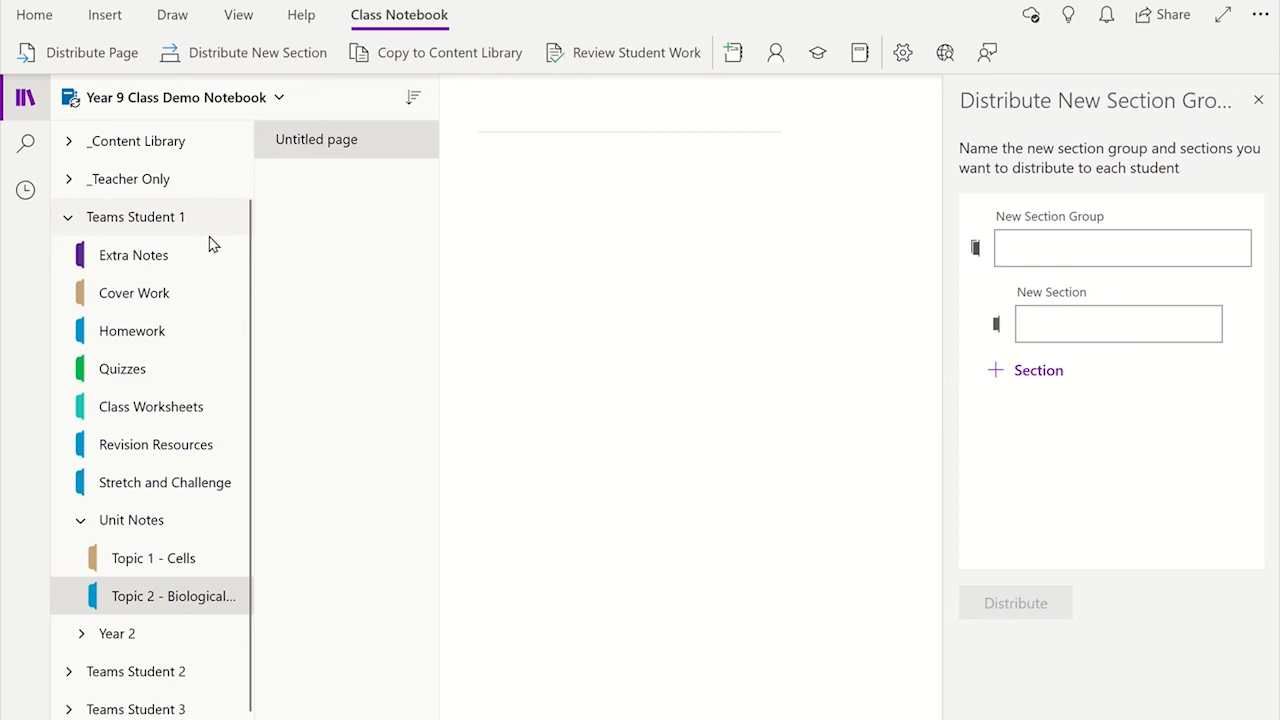 Home Insert Draw View Help Class Notebook Share
Distribute Page Distribute New Section Copy to Content Library Review Student Work
Year 9 Class Demo Notebook
_Content Library
_Teacher Only
Teams Student 1
Extra Notes
Cover Work
Homework
Quizzes
Class Worksheets
Revision Resources
Stretch and Challenge
Unit Notes
Topic 1 - Cells
Topic 2 - Biological...
Year 2
Teams Student 2
Teams Student 3
Untitled page
Distribute New Section Gro...
Name the new section group and sections you
want to distribute to each student
New Section Group
New Section
Section
Distribute